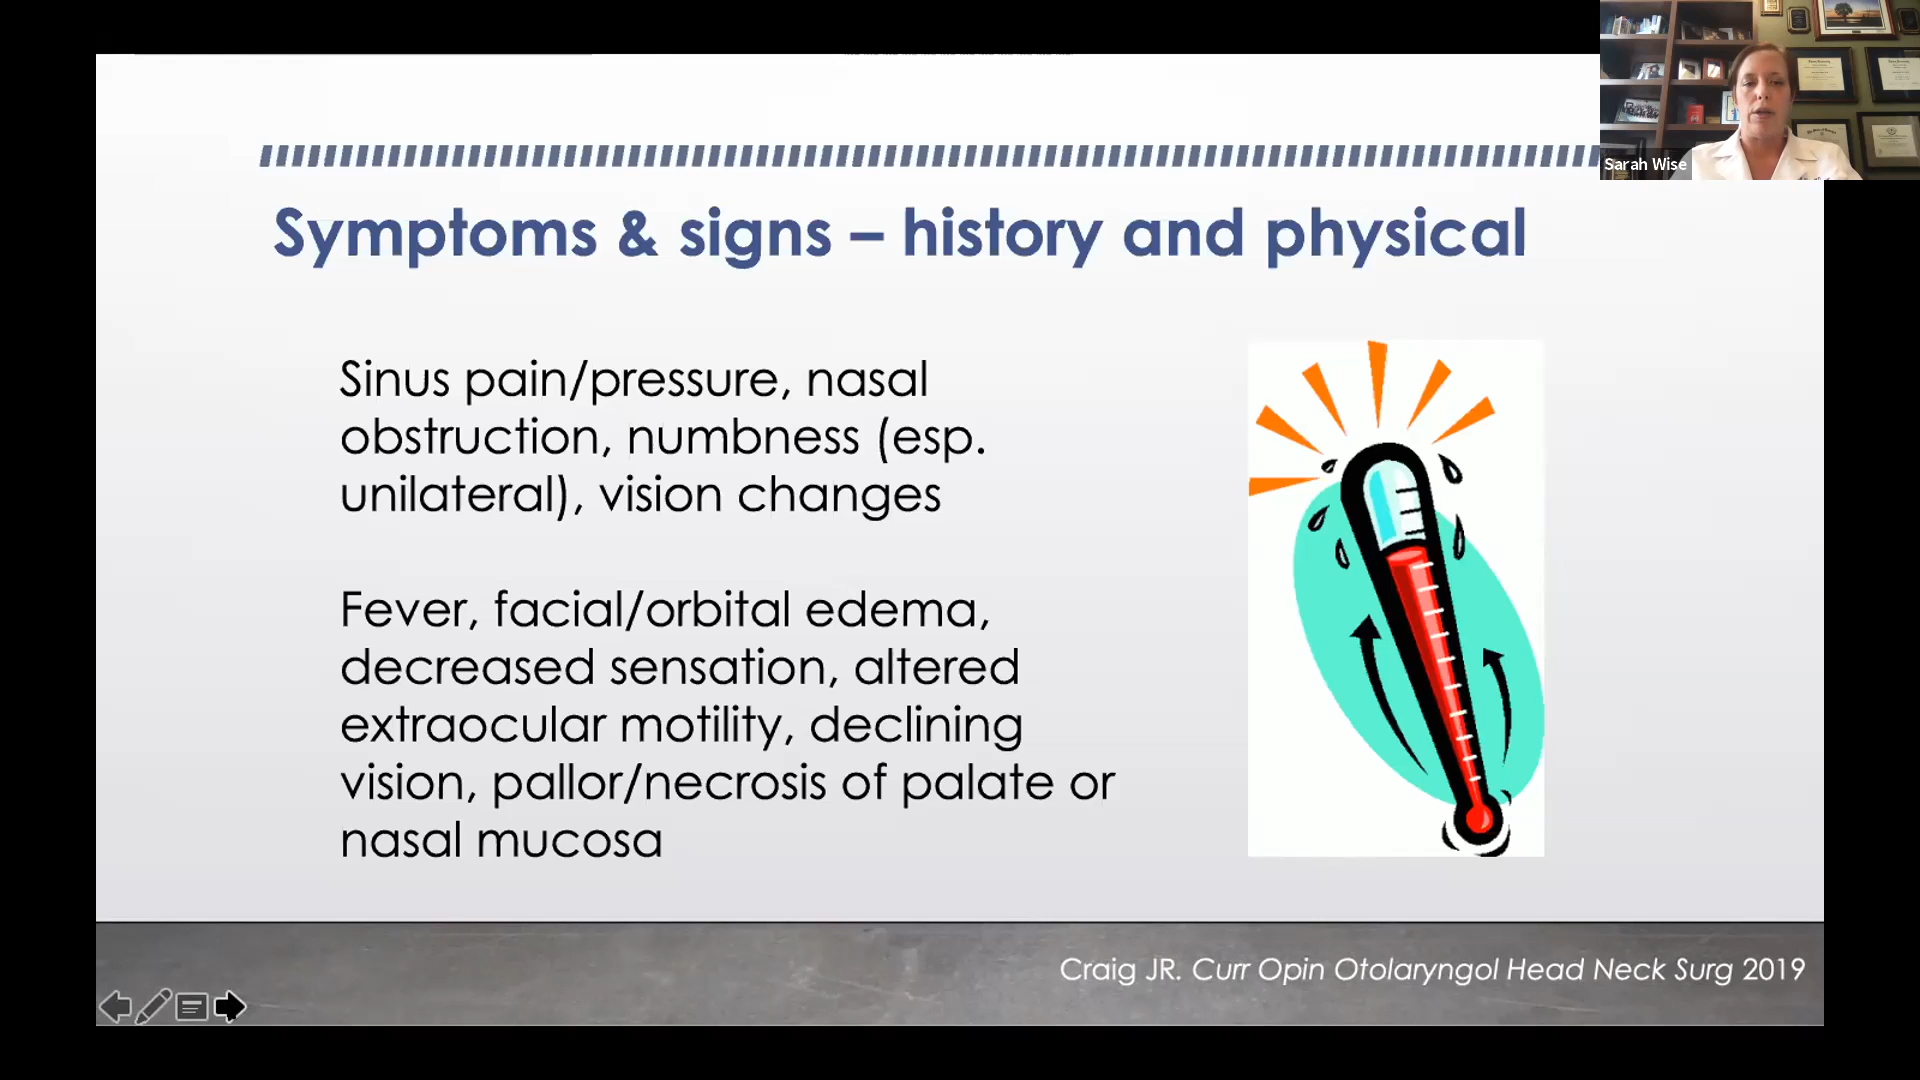 Sarah Wise
Symptoms & signs – history and physical
Sinus pain/pressure, nasal
obstruction, numbness (esp.
unilateral), vision changes
Fever, facial/orbital edema,
decreased sensation, altered
extraocular motility, declining
vision, pallor/necrosis of palate or
nasal mucosa
Craig JR. Curr Opin Otolaryngol Head Neck Surg 2019